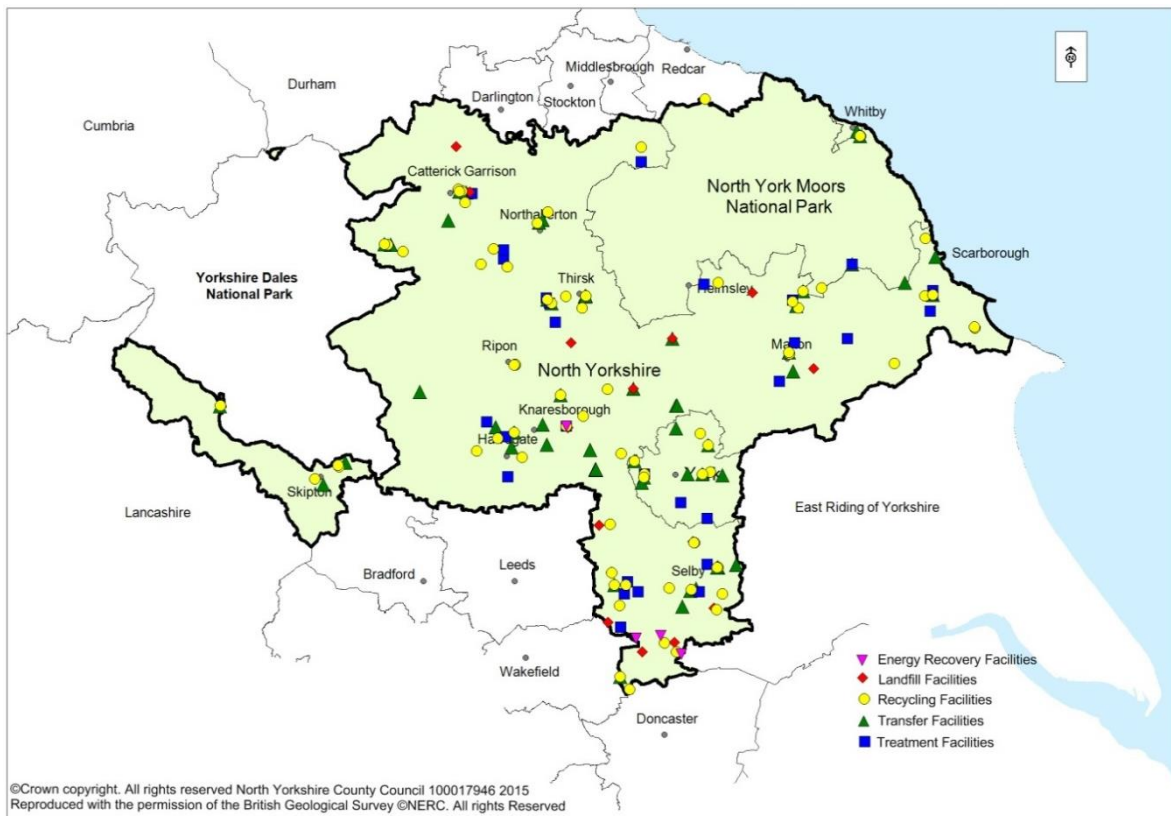 Durham
Middlesbrough
Redcar
Darlington
Stockton
Cumbria
Whitby
Catterick Garrison
North York Moors
National Park
Northallerton
Scarborough
Yorkshire Dales
National Park
Thirsk
Helmsley
Ripon
Malton
North Yorkshire
Knaresborough
Harrogate
York
Skipton
Lancashire
East Riding of Yorkshire
Bradford
Leeds
Selby
Wakefield
Doncaster
Energy Recovery Facilities
Landfill Facilities
Recycling Facilities
Transfer Facilities
Treatment Facilities
©Crown copyright. All rights reserved North Yorkshire County Council 100017946 2015
Reproduced with the permission of the British Geological Survey ©NERC. All rights Reserved